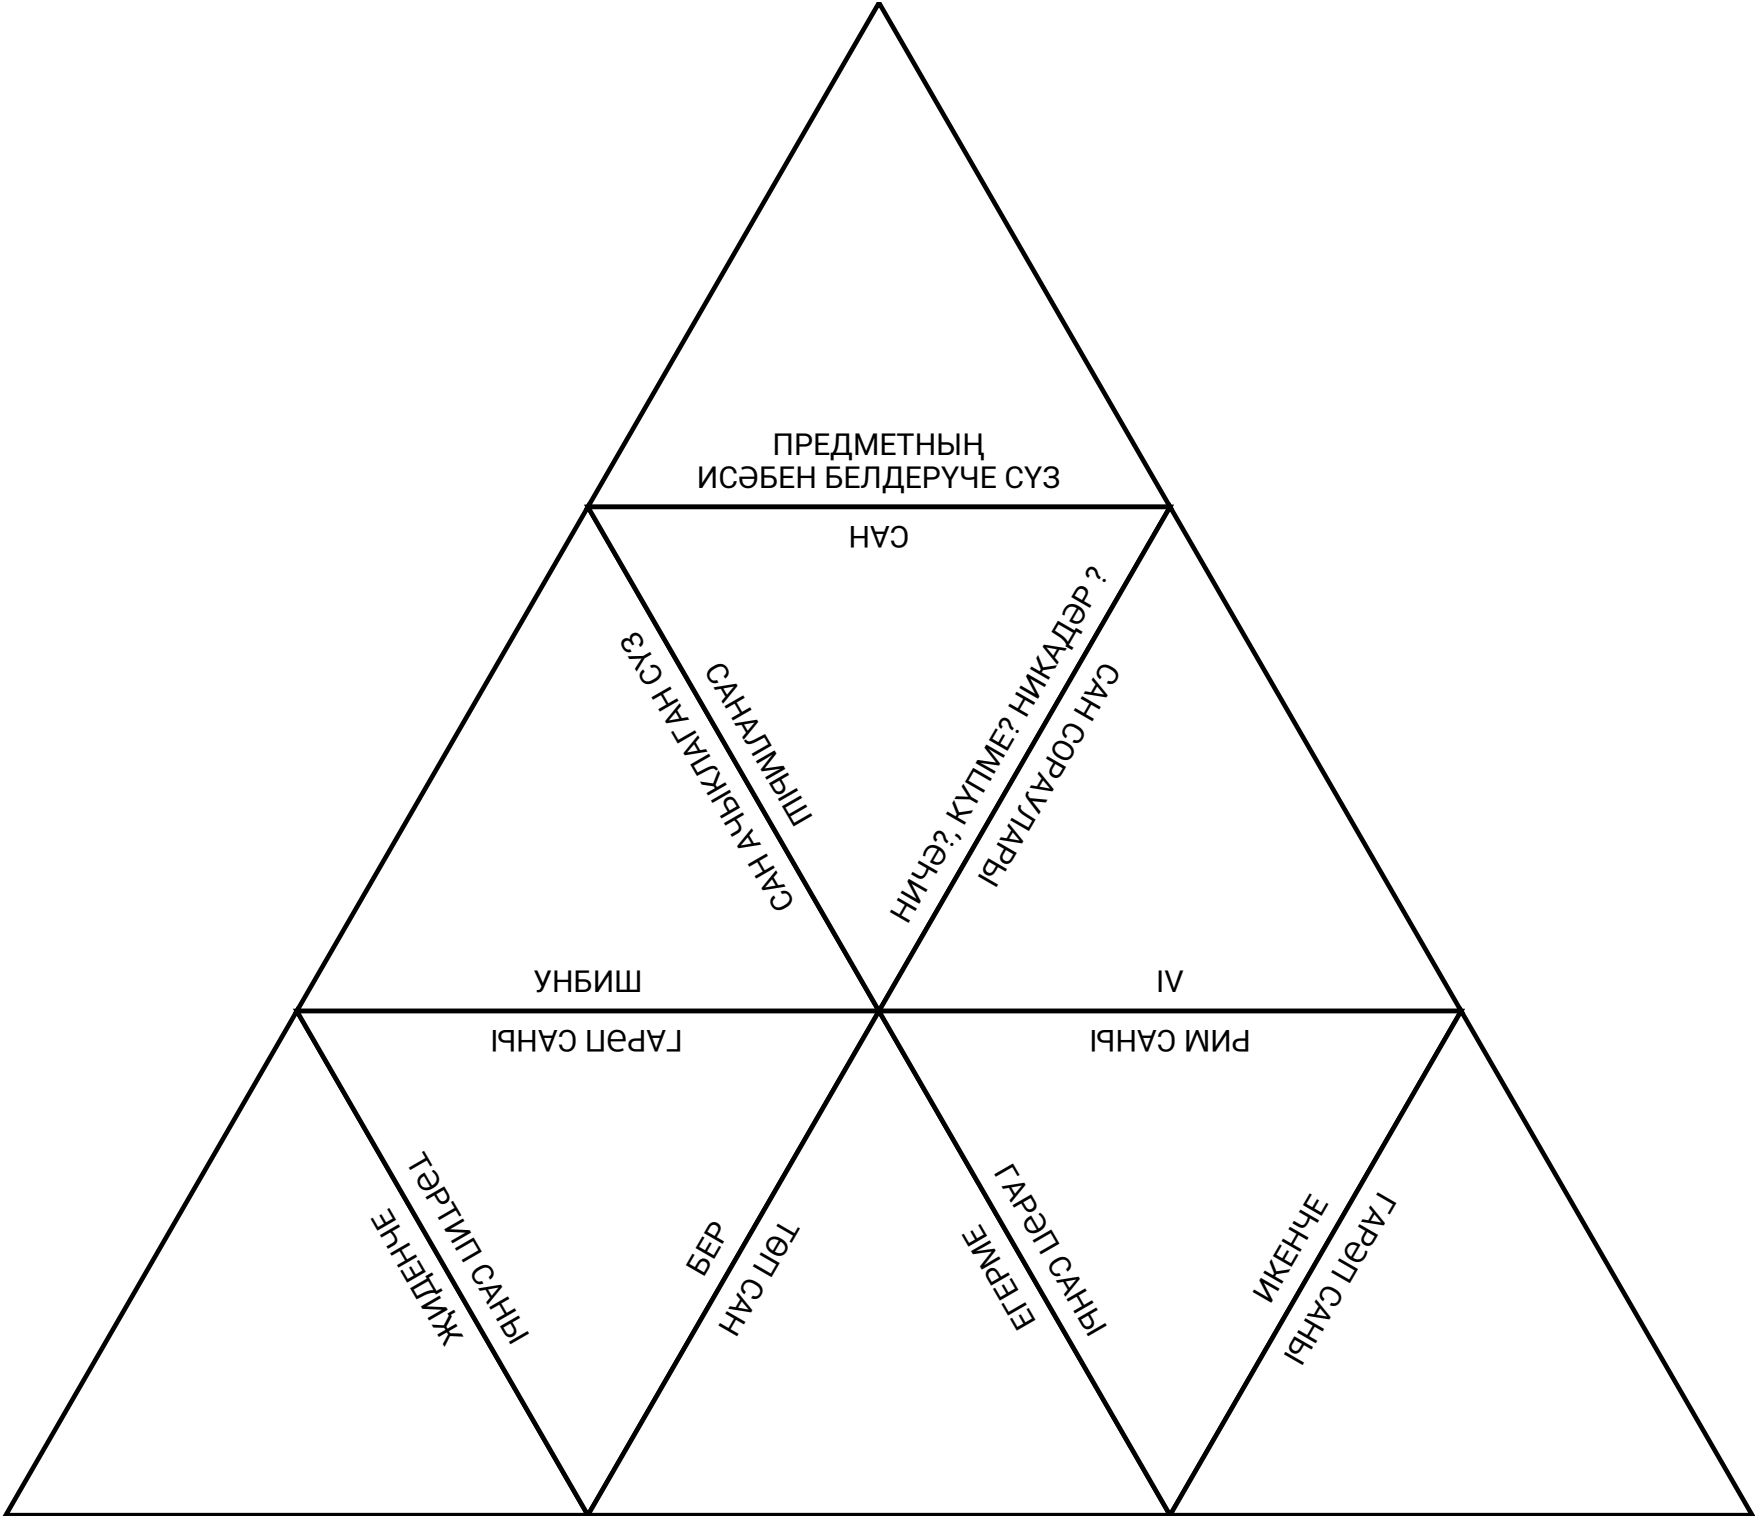 ПРЕДМЕТНЫҢ
ИСӘБЕН БЕЛДЕРҮЧЕ СҮЗ
САН
САН АЧЫКЛАГАН СҮЗ
САНАЛМЫШ
НИЧӘ?, КҮПМЕ? НИКАДӘР ?
САН СОРАУЛАРЫ
УНБИШ
IV
ГАРӘП САНЫ
РИМ САНЫ
ҖИДЕНЧЕ
ТӘРТИП САНЫ
БЕР
ТӨП САН
ЕГЕРМЕ
ГАРӘП САНЫ
ИКЕНЧЕ
ГАРӘП САНЫ